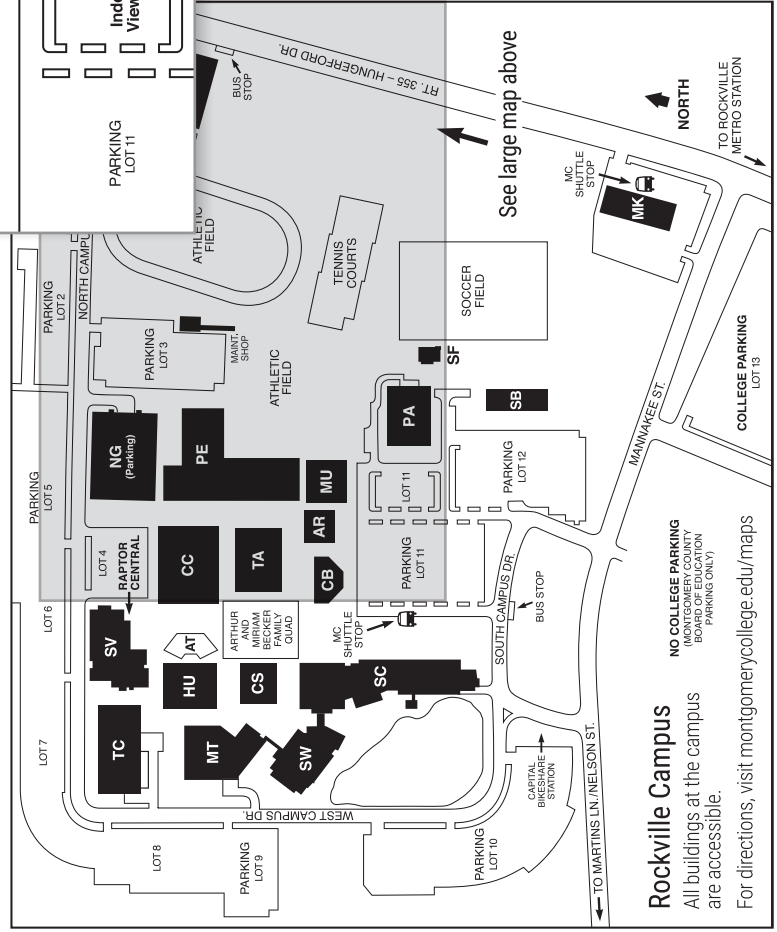 Inde
View
PARKING
LOT 11
BUS
STOP
RT. 355 – HUNGERFORD DR.
See large map above
NORTH
TO ROCKVILLE
METRO STATION
MC
SHUTTLE
STOP
MK
PARKING
LOT 2
NORTH CAMPU
ATHLETIC
FIELD
TENNIS
COURTS
SOCCER
FIELD
PARKING
LOT 3
MAINT.
SHOP
ATHLETIC
FIELD
SF
SB
PA
MANNAKEE ST.
COLLEGE PARKING
LOT 13
PARKING
LOT 5
NG
(Parking)
PE
MU
LOT 11
PARKING
LOT 12
LOT 4
RAPTOR
CENTRAL
CC
TA
AR
CB
PARKING
LOT 11
LOT 6
SV
AT
ARTHUR
AND
MIRIAM
BECKER
FAMILY
QUAD
MC
SHUTTLE
STOP
SOUTH CAMPUS DR.
BUS STOP
NO COLLEGE PARKING
(MONTGOMERY COUNTY
BOARD OF EDUCATION
PARKING ONLY)
HU
CS
SC
LOT 7
TC
MT
SW
CAPITAL
BIKESHARE
STATION
WEST CAMPUS DR.
LOT 8
PARKING
LOT 9
PARKING
LOT 10
TO MARTINS LN./NELSON ST.
Rockville Campus
All buildings at the campus
are accessible.
For directions, visit montgomerycollege.edu/maps